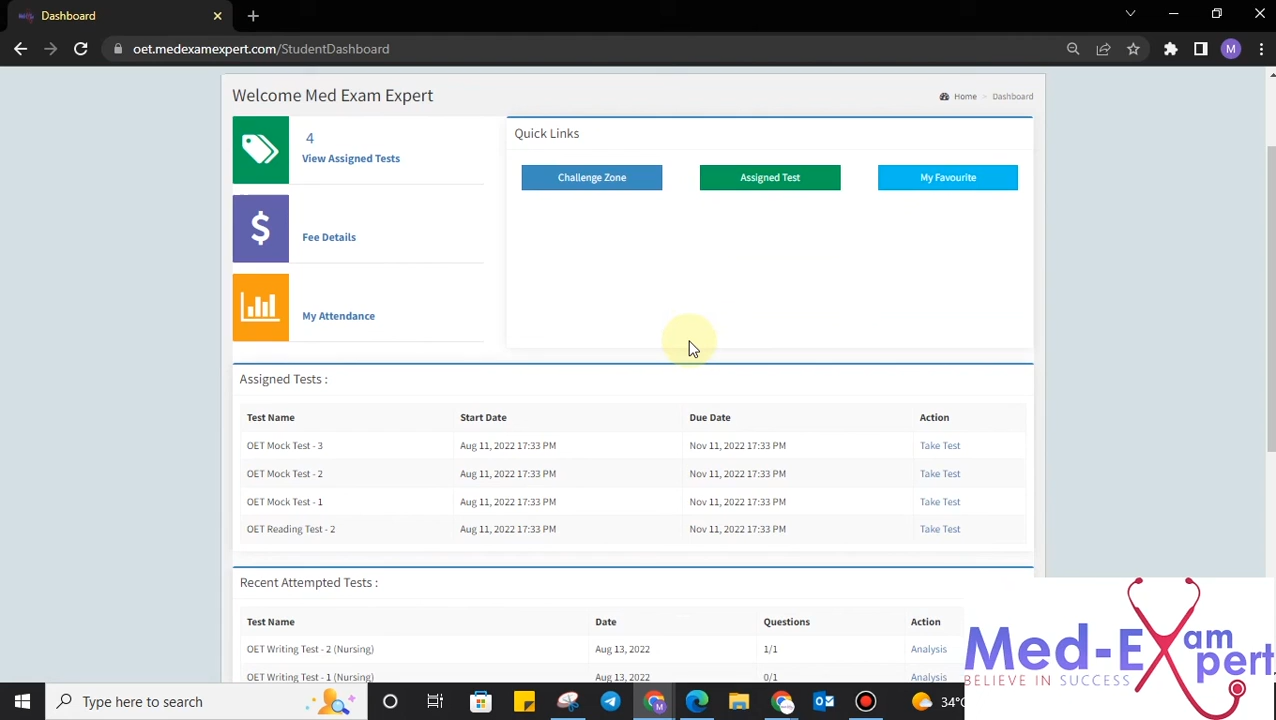 Dashboard
oet.medexamexpert.com/StudentDashboard
M
Welcome Med Exam Expert
Home > Dashboard
4
View Assigned Tests
Fee Details
My Attendance
Quick Links
Challenge Zone
Assigned Test
My Favourite
Assigned Tests :
Test Name Start Date Due Date Action
OET Mock Test - 3 Aug 11, 2022 17:33 PM Nov 11, 2022 17:33 PM Take Test
OET Mock Test - 2 Aug 11, 2022 17:33 PM Nov 11, 2022 17:33 PM Take Test
OET Mock Test - 1 Aug 11, 2022 17:33 PM Nov 11, 2022 17:33 PM Take Test
OET Reading Test - 2 Aug 11, 2022 17:33 PM Nov 11, 2022 17:33 PM Take Test
Recent Attempted Tests :
Test Name Date Questions Action
OET Writing Test - 2 (Nursing) Aug 13, 2022 1/1 Analysis
OET Writing Test - 1 (Nursing) Aug 13, 2022 0/1 Analysis
Med-Exam Expert
BELIEVE IN SUCCESS
Type here to search
34°